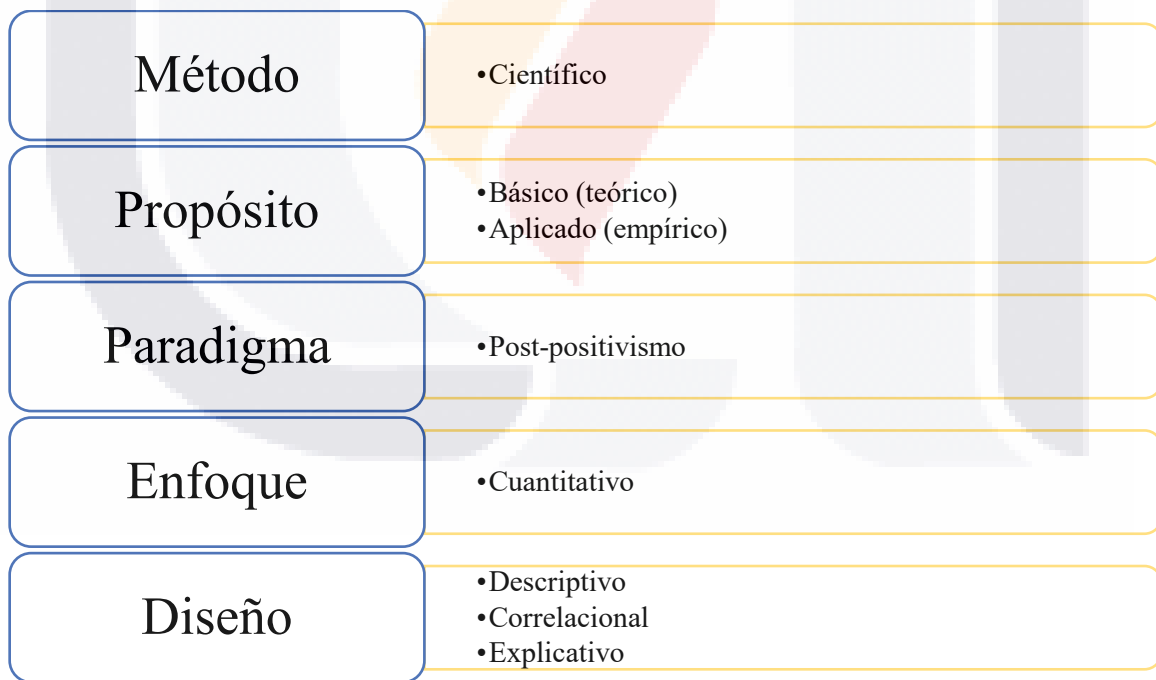 Método
•Científico
Propósito
•Básico (teórico)
•Aplicado (empírico)
Paradigma
•Post-positivismo
Enfoque
•Cuantitativo
Diseño
•Descriptivo
•Correlacional
•Explicativo